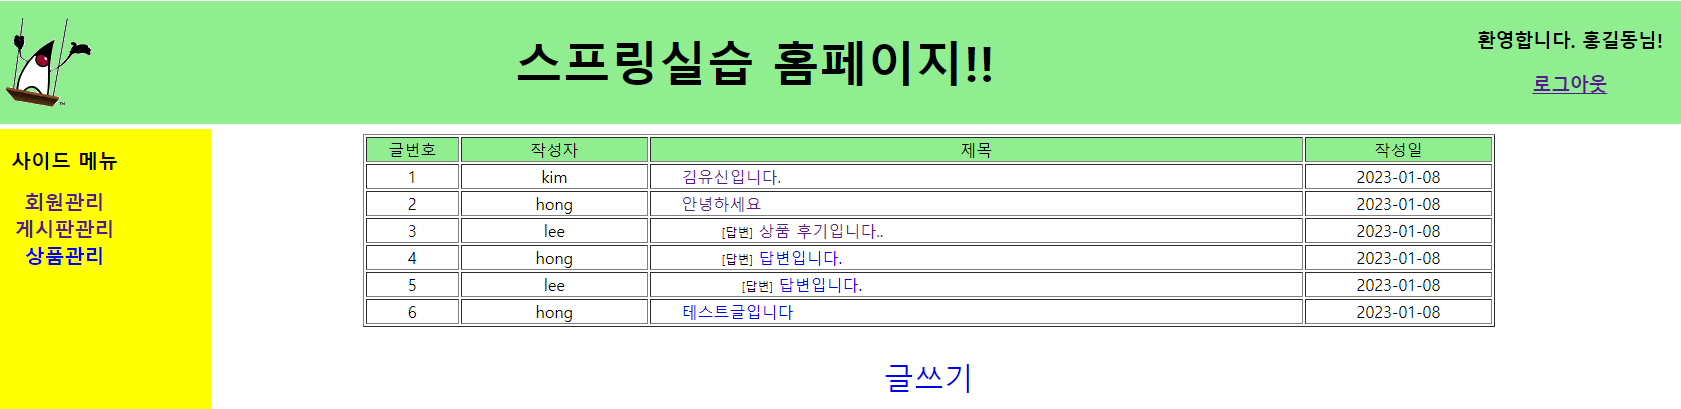 스프링실습 홈페이지!!
환영합니다. 홍길동님!
로그아웃
사이드 메뉴
회원관리
게시판관리
상품관리
글번호 작성자 제목 작성일
1 kim 김유신입니다. 2023-01-08
2 hong 안녕하세요 2023-01-08
3 lee [답변] 상품 후기입니다.. 2023-01-08
4 hong [답변] 답변입니다. 2023-01-08
5 lee [답변] 답변입니다. 2023-01-08
6 hong 테스트글입니다 2023-01-08
글쓰기